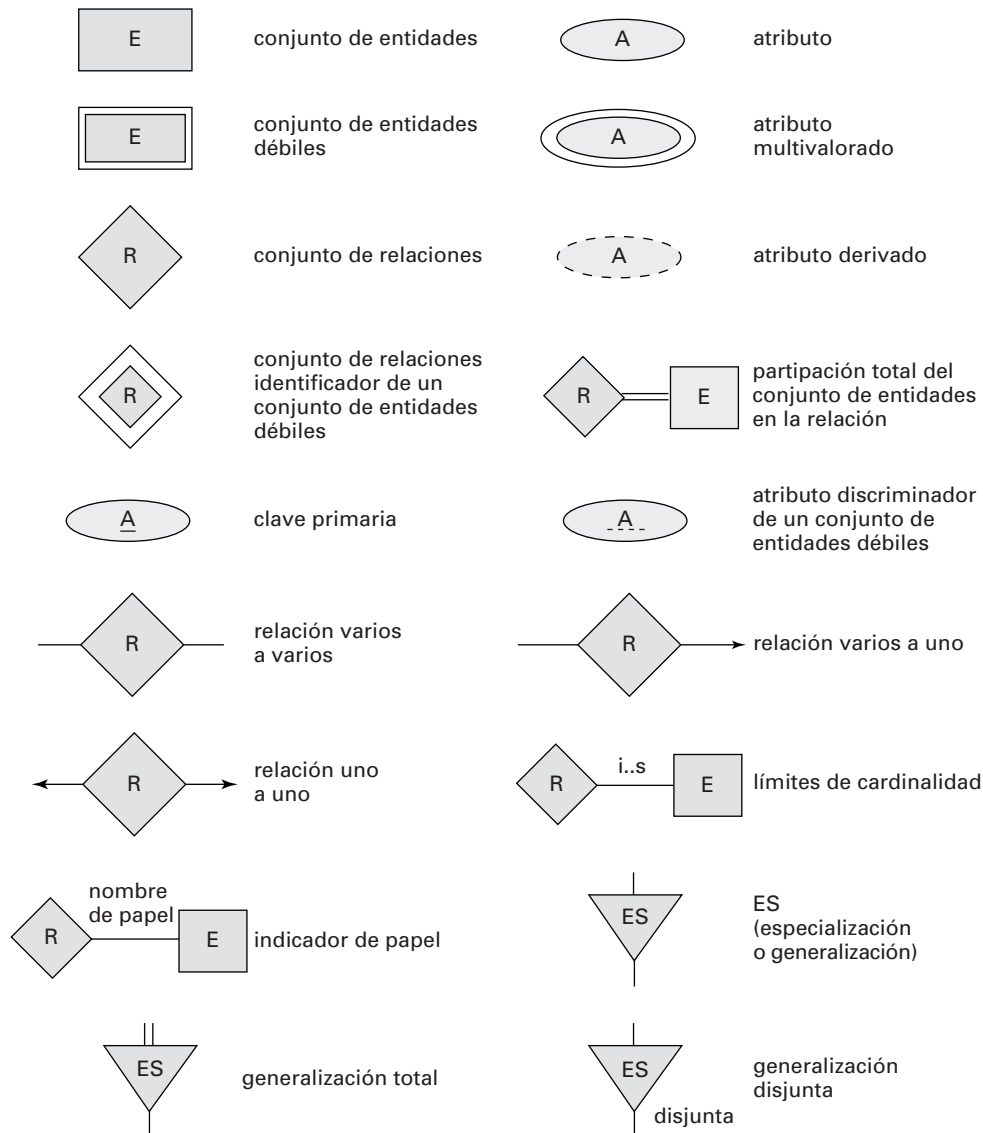 E
conjunto de entidades
A
atributo
E
conjunto de entidades
débiles
A
atributo
multivalorado
R
conjunto de relaciones
A
atributo derivado
R
conjunto de relaciones
identificador de un
conjunto de entidades
débiles
R
E
partipación total del
conjunto de entidades
en la relación
A
clave primaria
A
atributo discriminador
de un conjunto de
entidades débiles
R
relación varios
a varios
R
relación varios a uno
R
relación uno
a uno
R
i..s
E
límites de cardinalidad
R
nombre
de papel
E
indicador de papel
ES
ES
(especialización
o generalización)
ES
generalización total
ES
disjunta
generalización
disjunta